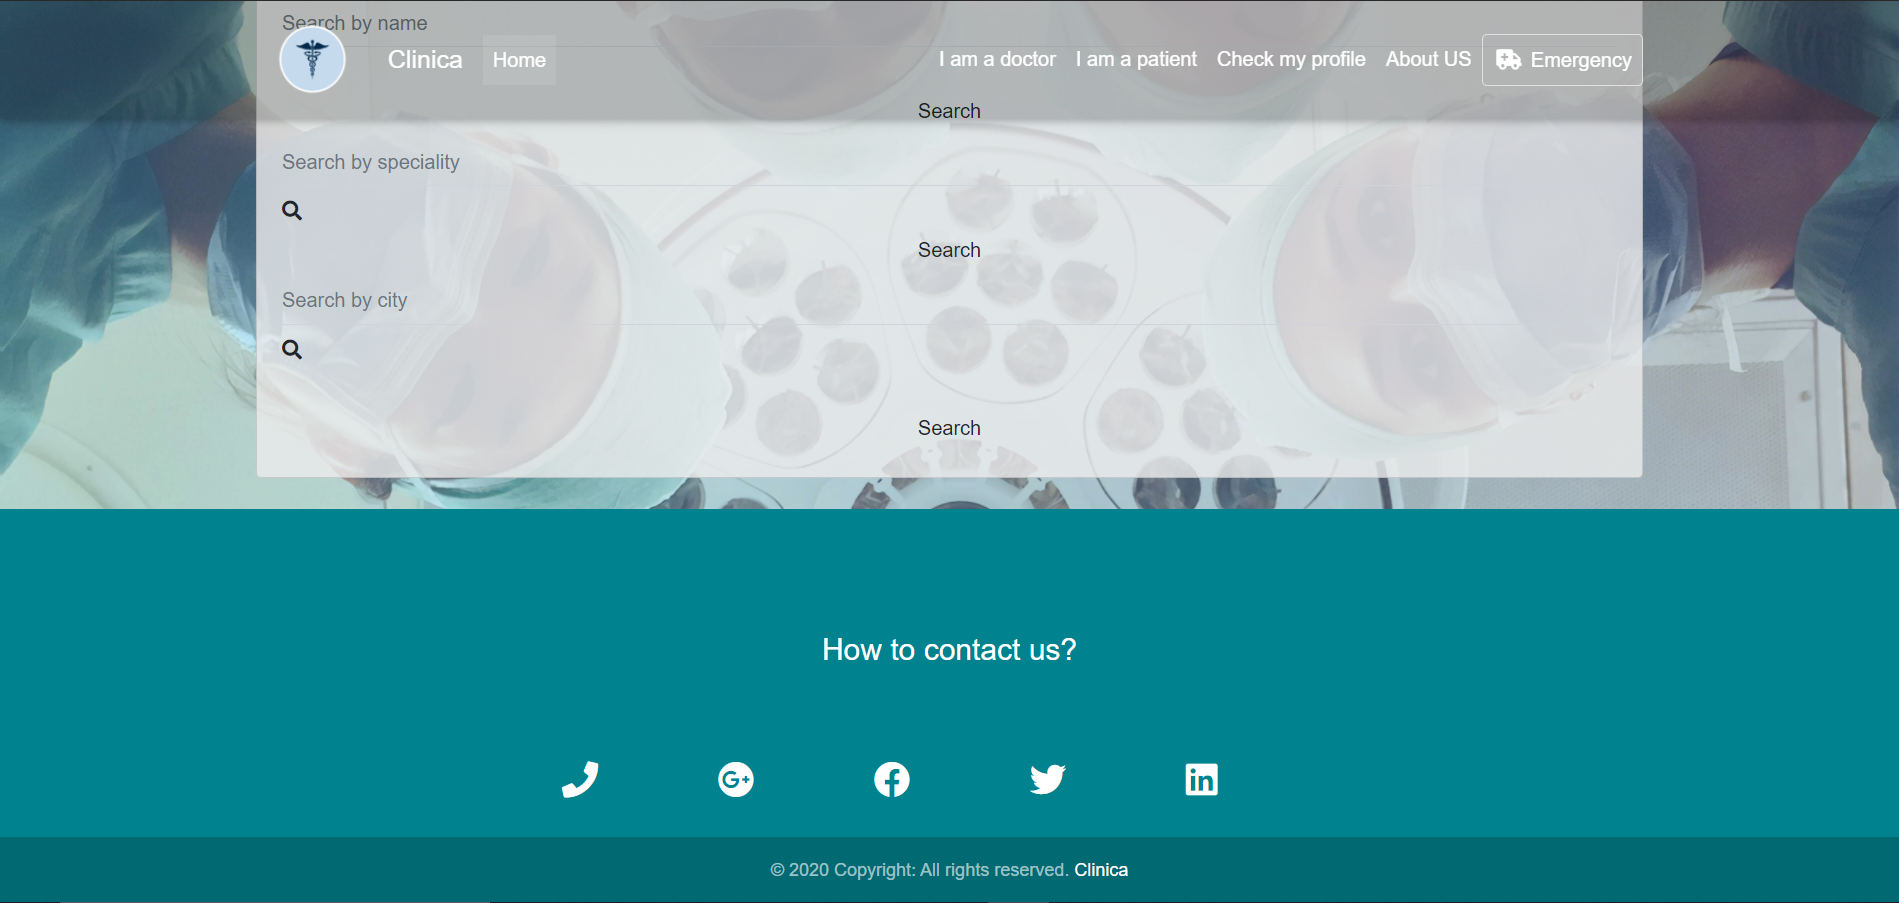 Search by name
Clinica
Home
I am a doctor
I am a patient
Check my profile
About US
Emergency
Search
Search by speciality
Search
Search by city
Search
How to contact us?
G+
in
© 2020 Copyright: All rights reserved. Clinica